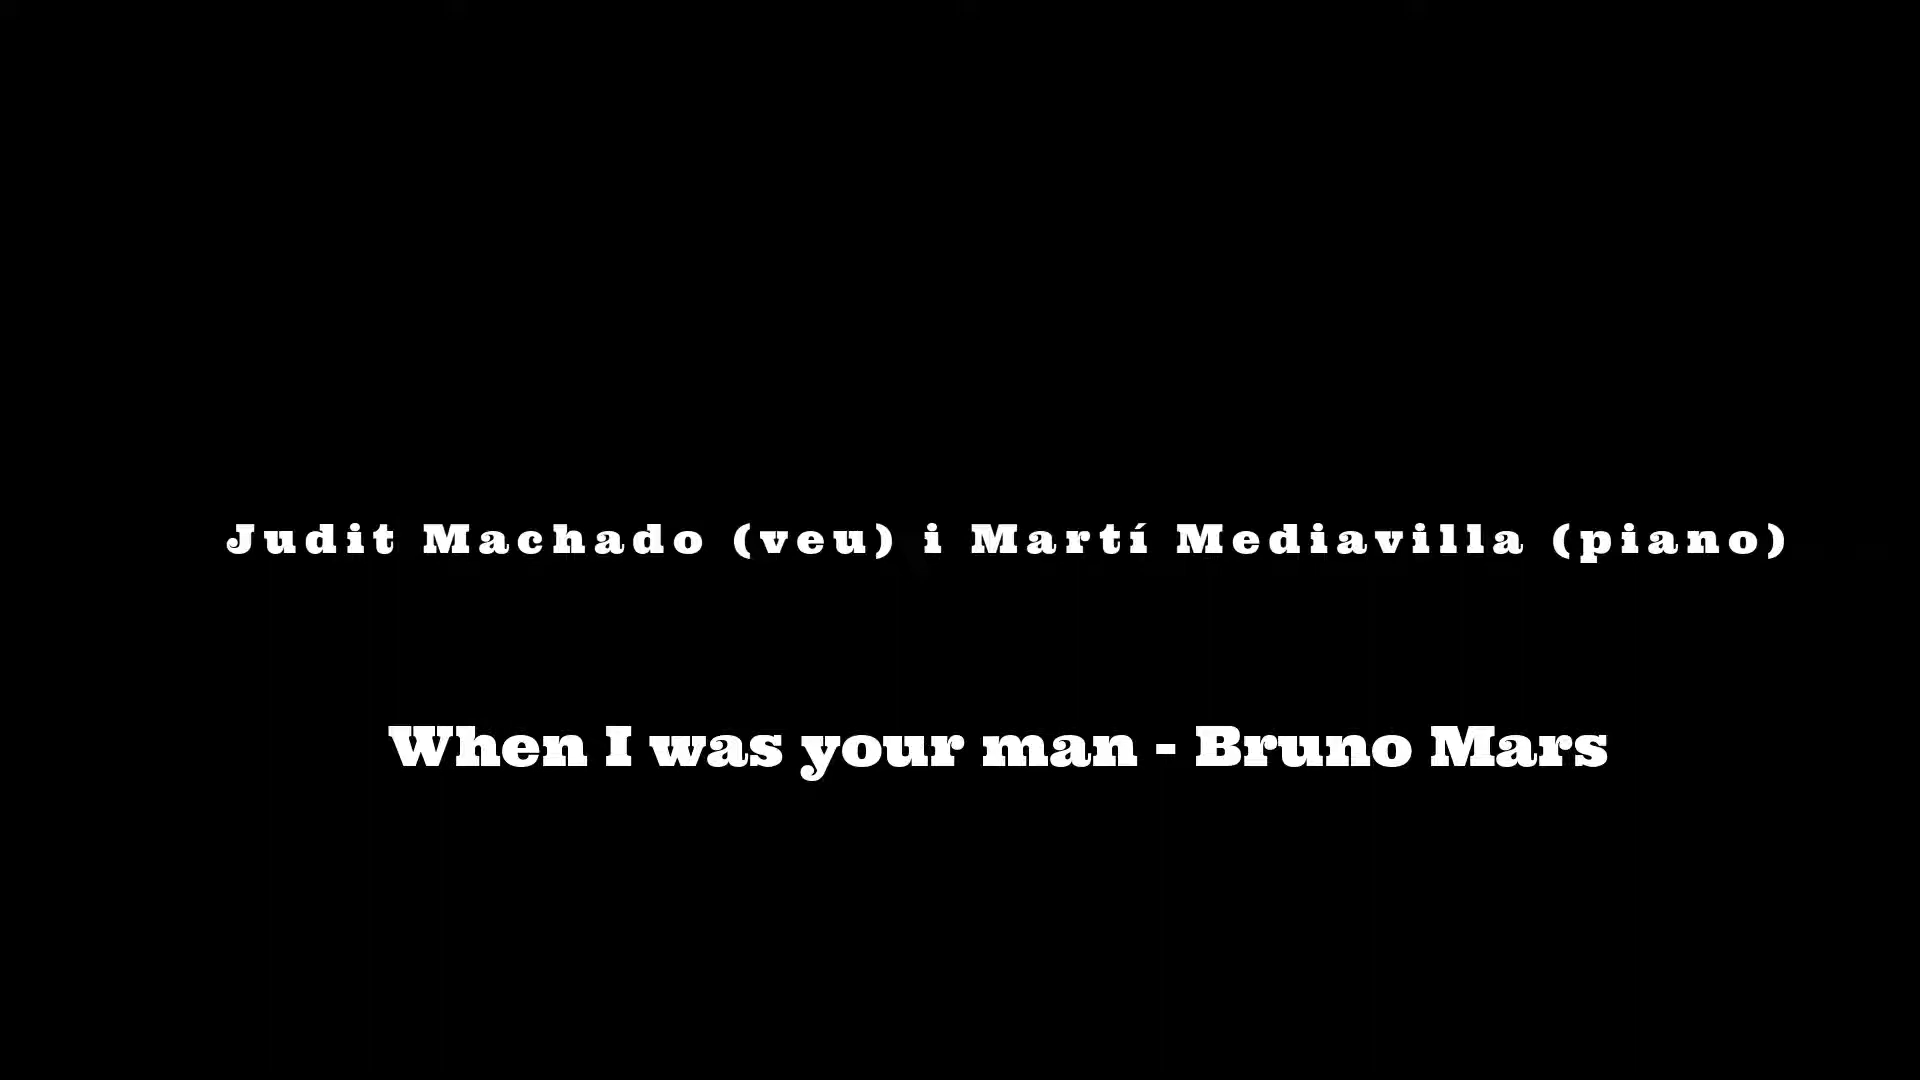 Judit Machado (veu) i Martí Mediavilla (piano)
When I was your man - Bruno Mars